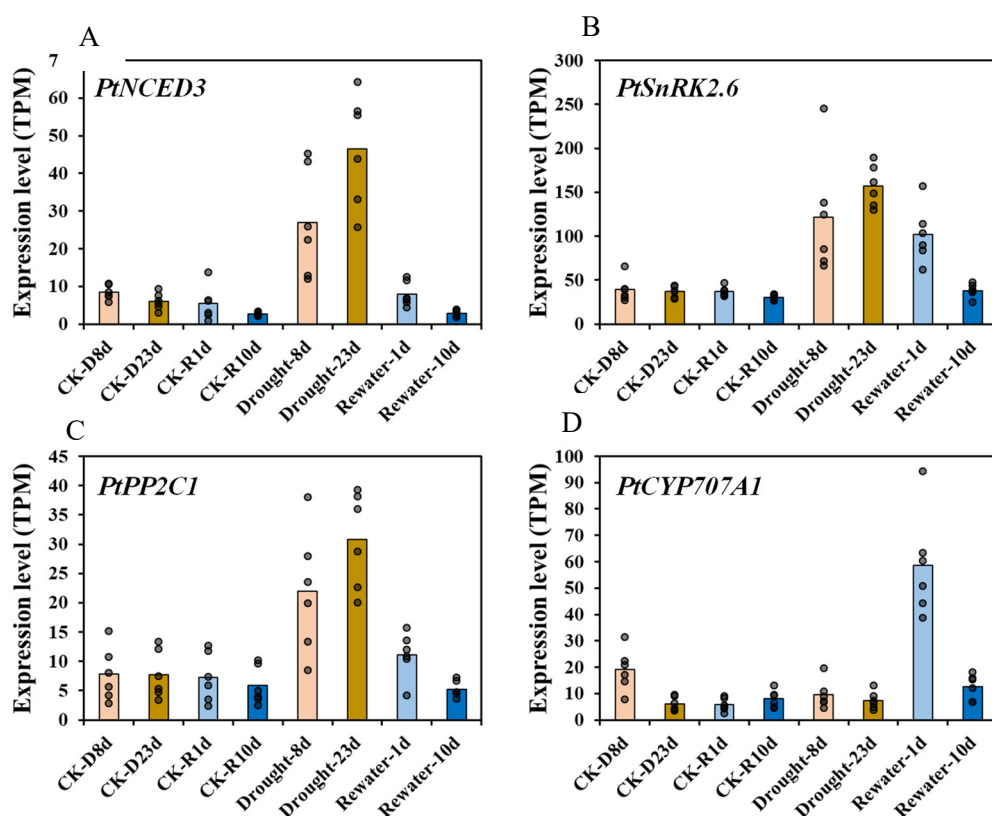 A
Expression level (TPM)
7
60
50
40
30
20
10
0
PtNCED3
CK-D8d
CK-D23d
CK-R1d
CK-R10d
Drought-8d
Drought-23d
Rewater-1d
Rewater-10d
B
Expression level (TPM)
300
250
200
150
100
50
0
PtSnRK2.6
CK-D8d
CK-D23d
CK-R1d
CK-R10d
Drought-8d
Drought-23d
Rewater-1d
Rewater-10d
C
Expression level (TPM)
45
40
35
30
25
20
15
10
5
0
PtPP2C1
CK-D8d
CK-D23d
CK-R1d
CK-R10d
Drought-8d
Drought-23d
Rewater-1d
Rewater-10d
D
Expression level (TPM)
100
90
80
70
60
50
40
30
20
10
0
PtCYP707A1
CK-D8d
CK-D23d
CK-R1d
CK-R10d
Drought-8d
Drought-23d
Rewater-1d
Rewater-10d